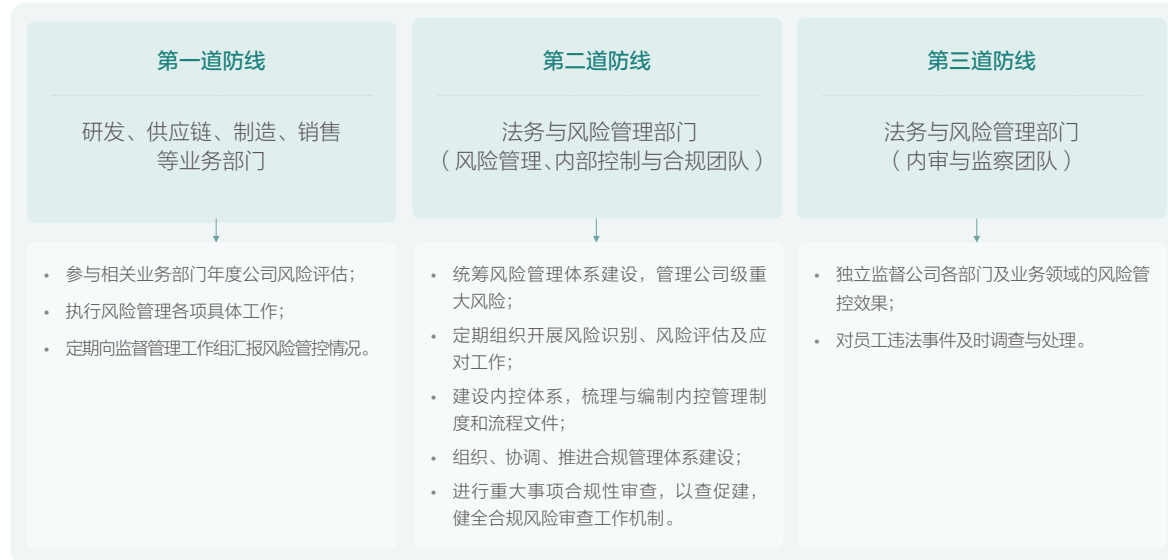 第一道防线
研发、供应链、制造、销售
等业务部门
• 参与相关业务部门年度公司风险评估；
• 执行风险管理各项具体工作；
• 定期向监督管理工作组汇报风险管控情况。
第二道防线
法务与风险管理部门
（风险管理、内部控制与合规团队）
• 统筹风险管理体系建设，管理公司级重
大风险；
• 定期组织开展风险识别、风险评估及应
对工作；
• 建设内控体系，梳理与编制内控管理制
度和流程文件；
• 组织、协调、推进合规管理体系建设；
• 进行重大事项合规性审查，以查促建，
健全合规风险审查工作机制。
第三道防线
法务与风险管理部门
（内审与监察团队）
• 独立监督公司各部门及业务领域的风险管
控效果；
• 对员工违法事件及时调查与处理。